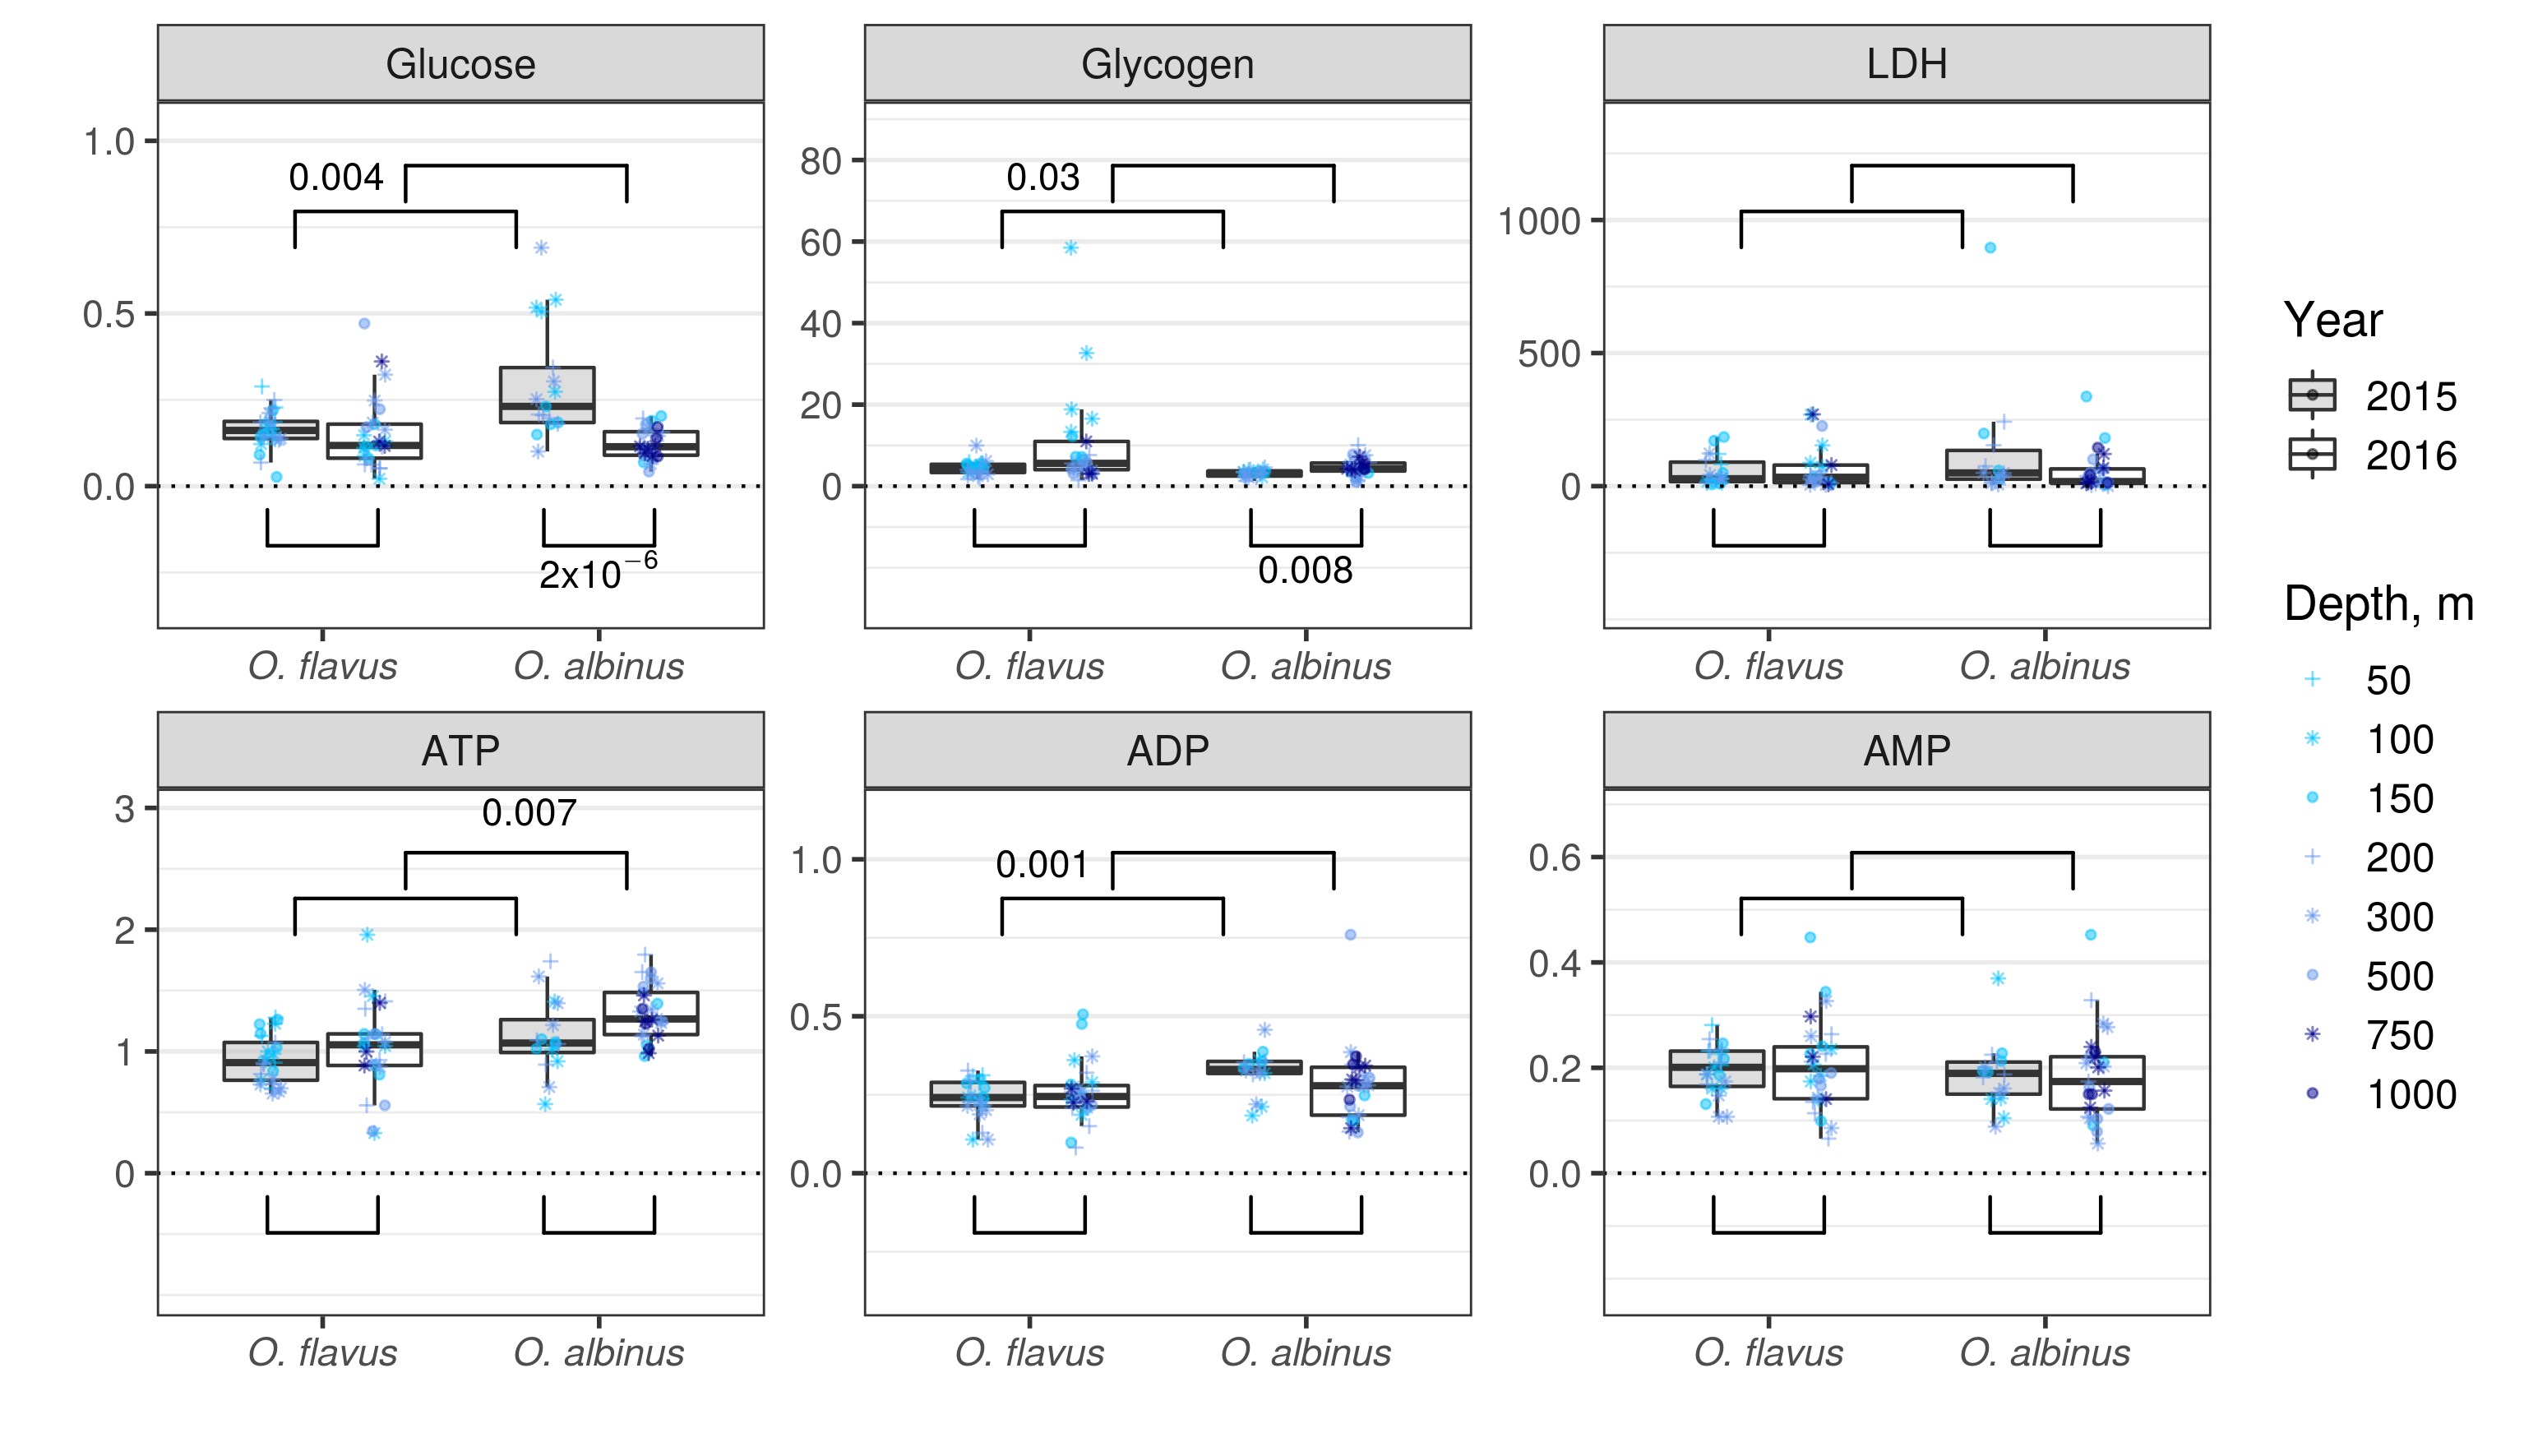 Glucose
Glycogen
LDH
1.0
0.5
0.0
0.004
2x10⁻⁶
O. flavus
O. albinus
80
60
40
20
0
0.03
0.008
O. flavus
O. albinus
1000
500
0
O. flavus
O. albinus
ATP
ADP
AMP
3
2
1
0
0.007
O. flavus
O. albinus
1.0
0.5
0.0
0.001
O. flavus
O. albinus
0.6
0.4
0.2
0.0
O. flavus
O. albinus
Year
2015
2016
Depth, m
50
100
150
200
300
500
750
1000